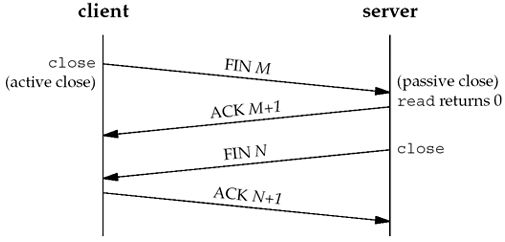 client
server
close
(active close)
FIN M
(passive close)
read returns 0
ACK M+1
FIN N
close
ACK N+1